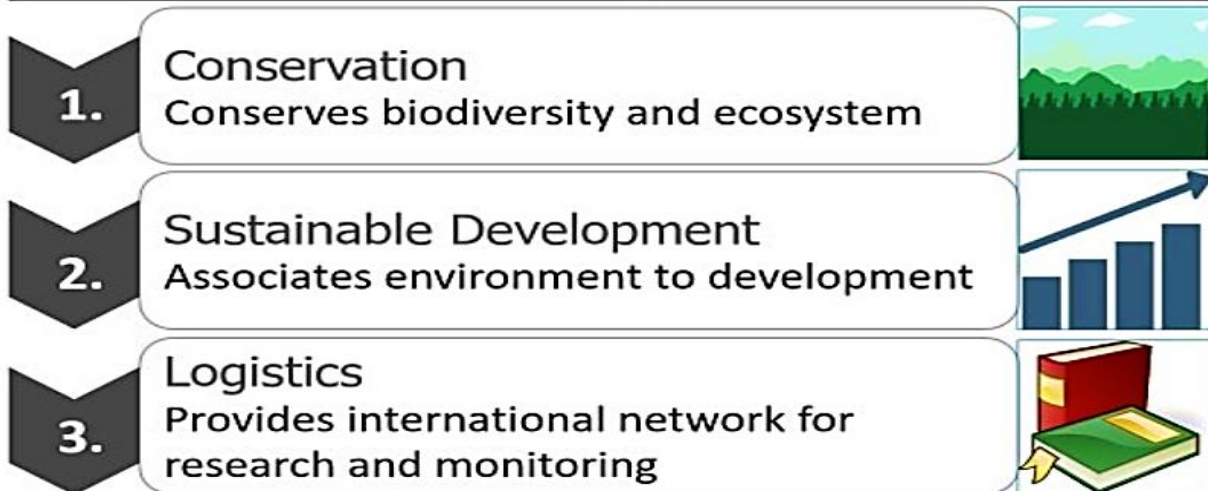 1.
Conservation
Conserves biodiversity and ecosystem
2.
Sustainable Development
Associates environment to development
3.
Logistics
Provides international network for
research and monitoring